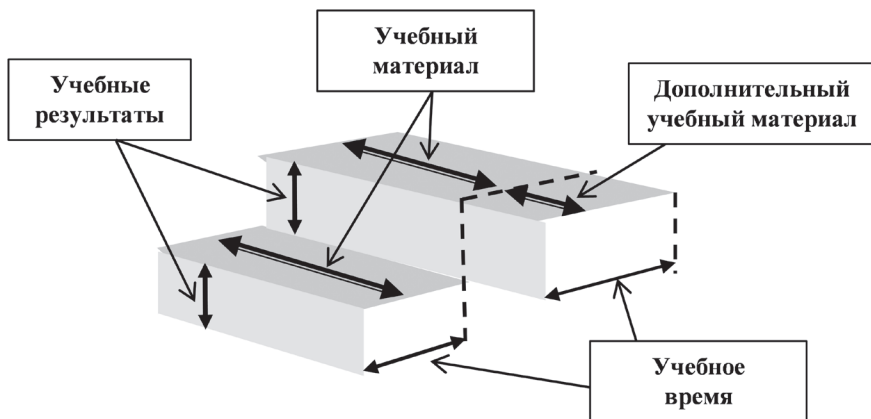 Учебный
материал
Учебные
результаты
Дополнительный
учебный материал
Учебное
время